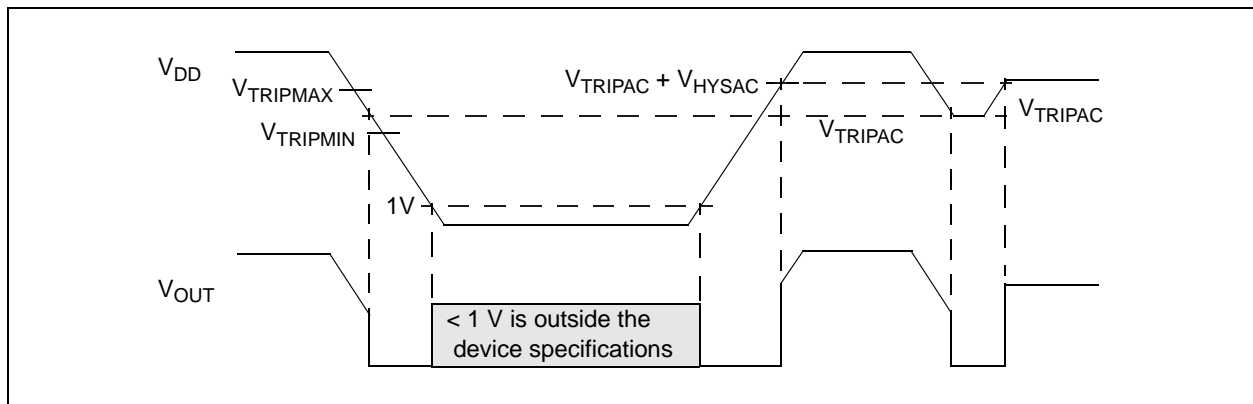 VDD
VTRIPMAX
VTRIPMIN
1V
VTRIPAC + VHYSAC
VTRIPAC
VTRIPAC
VOUT
< 1 V is outside the
device specifications